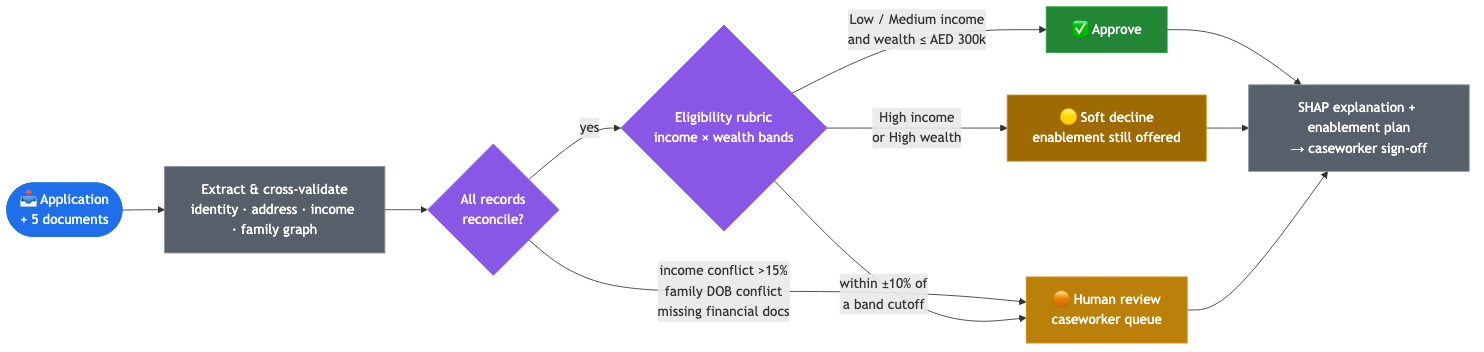 📥 Application
+ 5 documents
Extract & cross-validate
identity · address · income
· family graph
All records
reconcile?
yes
income conflict >15%
family DOB conflict
missing financial docs
Eligibility rubric
income × wealth bands
Low / Medium income
and wealth ≤ AED 300k
High income
or High wealth
within ±10% of
a band cutoff
✅ Approve
🟡 Soft decline
enablement still offered
🟠 Human review
caseworker queue
SHAP explanation +
enablement plan
→ caseworker sign-off